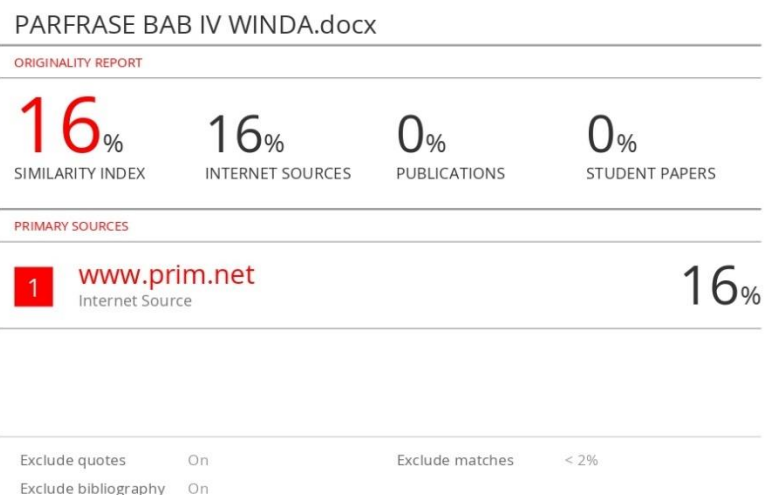 PARFRASE BAB IV WINDA.docx
ORIGINALITY REPORT
16% 16% 0% 0%
SIMILARITY INDEX INTERNET SOURCES PUBLICATIONS STUDENT PAPERS
PRIMARY SOURCES
1 www.prim.net 16%
Internet Source
Exclude quotes On Exclude matches < 2%
Exclude bibliography On